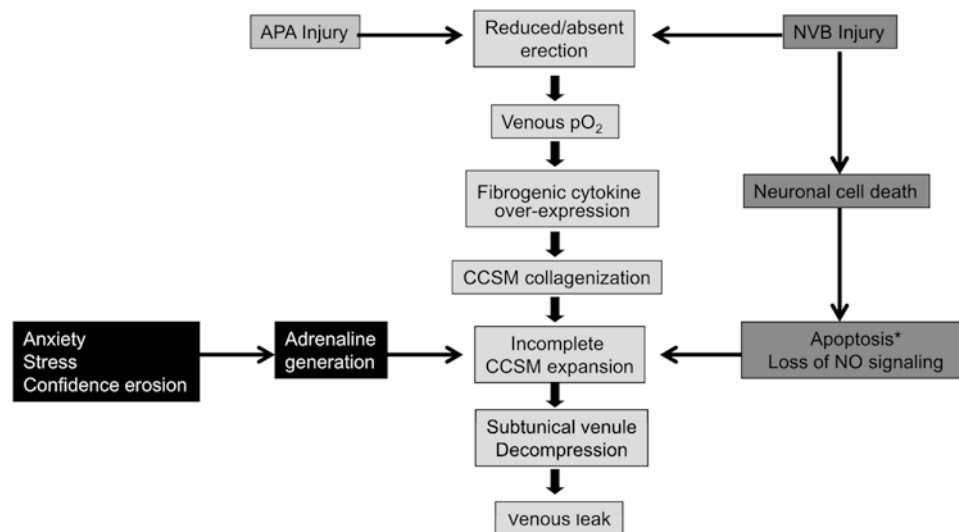 APA Injury
Reduced/absent
erection
NVB Injury
Venous pO₂
Fibrogenic cytokine
over-expression
Neuronal cell death
CCSM collagenization
Anxiety
Stress
Confidence erosion
Adrenaline
generation
Incomplete
CCSM expansion
Apoptosis*
Loss of NO signaling
Subtunical venule
Decompression
Venous leak